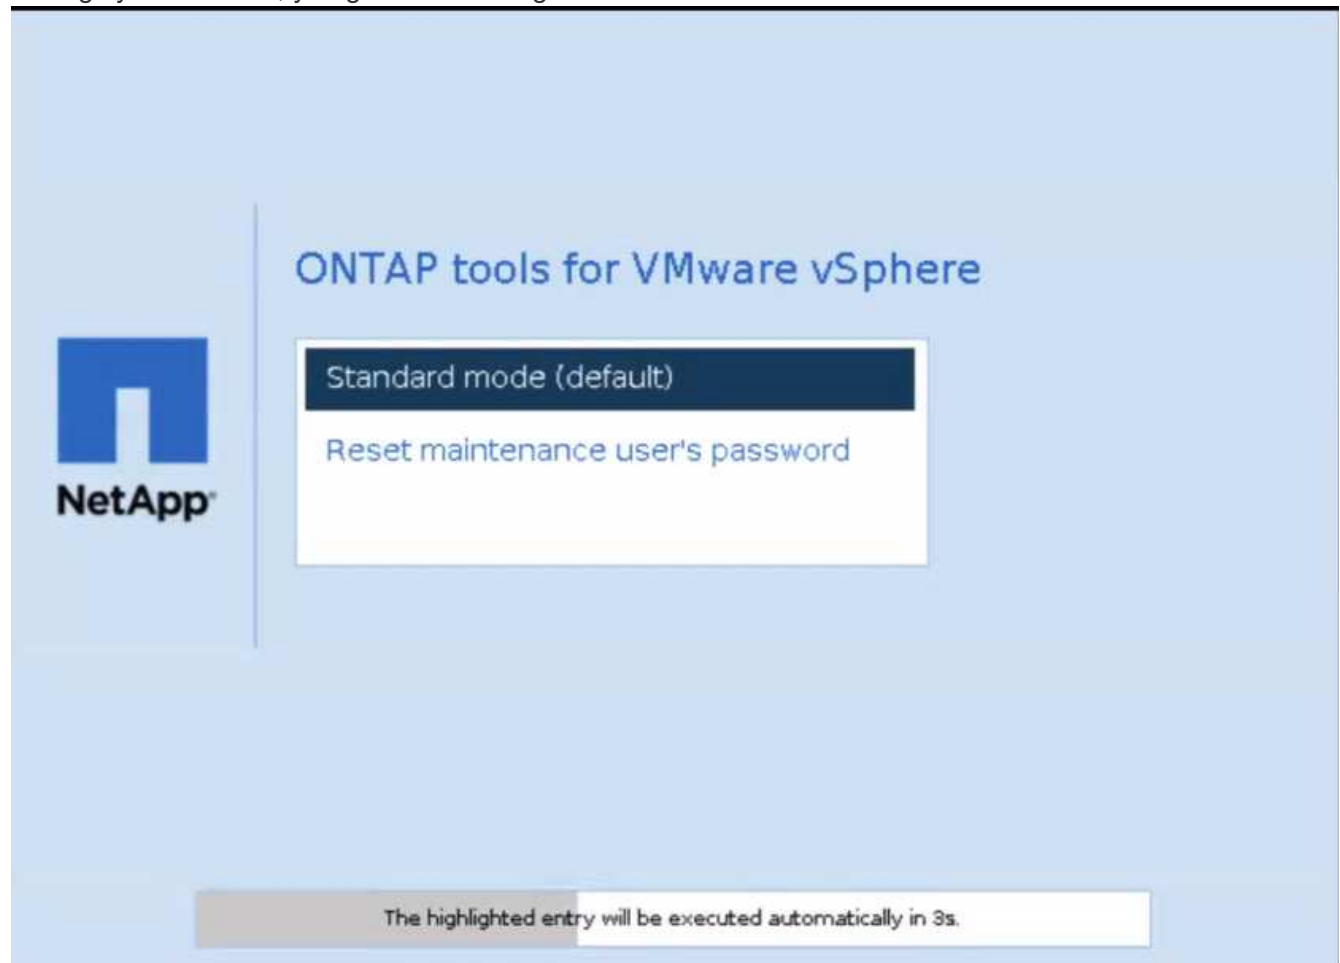 ONTAP tools for VMware vSphere
Standard mode (default)
Reset maintenance user's password
NetApp
The highlighted entry will be executed automatically in 3s.